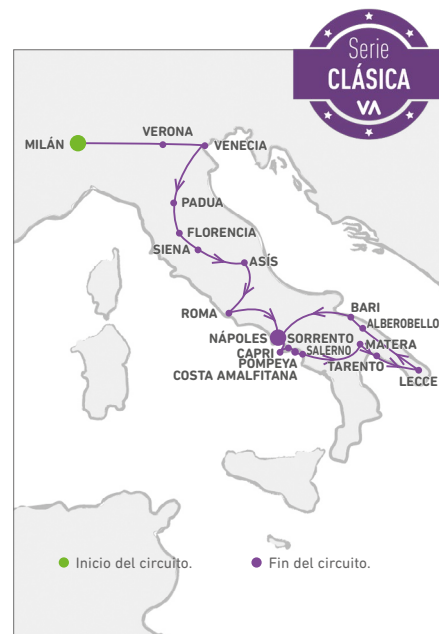 Serie
CLÁSICA
VA
MILÁN
VERONA
VENECIA
PADUA
FLORENCIA
SIENA
ASÍS
ROMA
BARI
ALBEROBELLO
NÁPOLES
SORRENTO
MATERA
CAPRI
SALERNO
POMPEYA
TARENTO
COSTA AMALFITANA
LECCE
Inicio del circuito.
Fin del circuito.